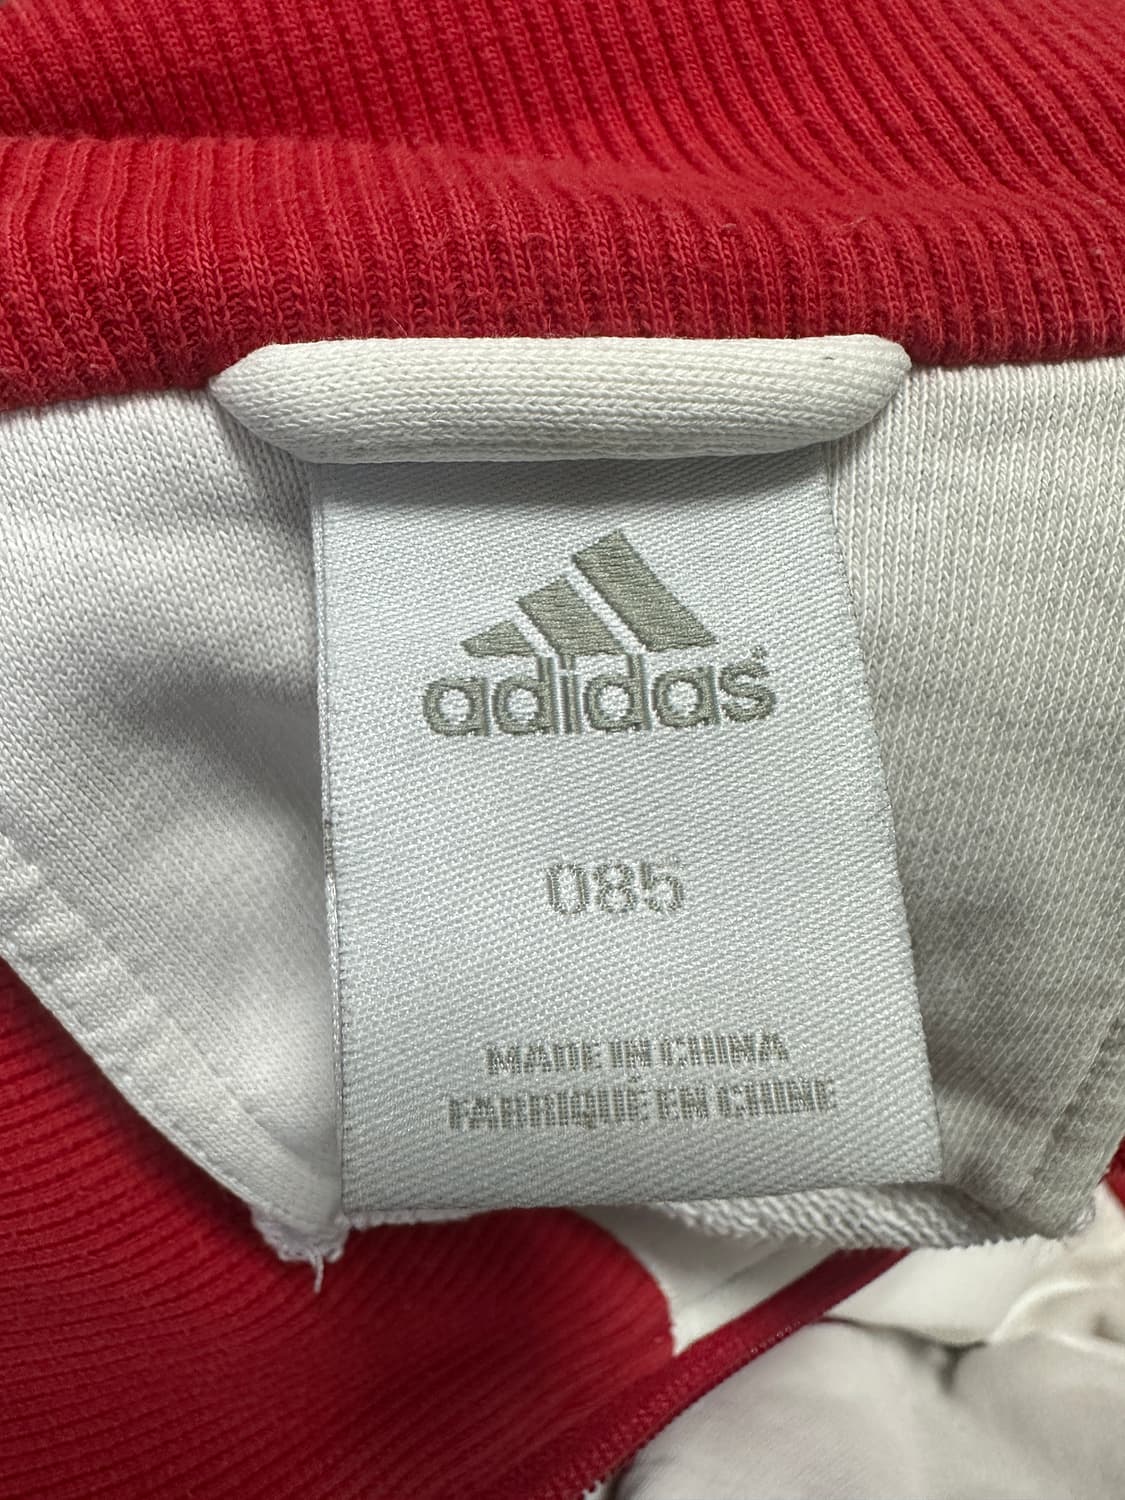 adidas
085
MADE IN CHINA
FABRIQUÉ EN CHINE